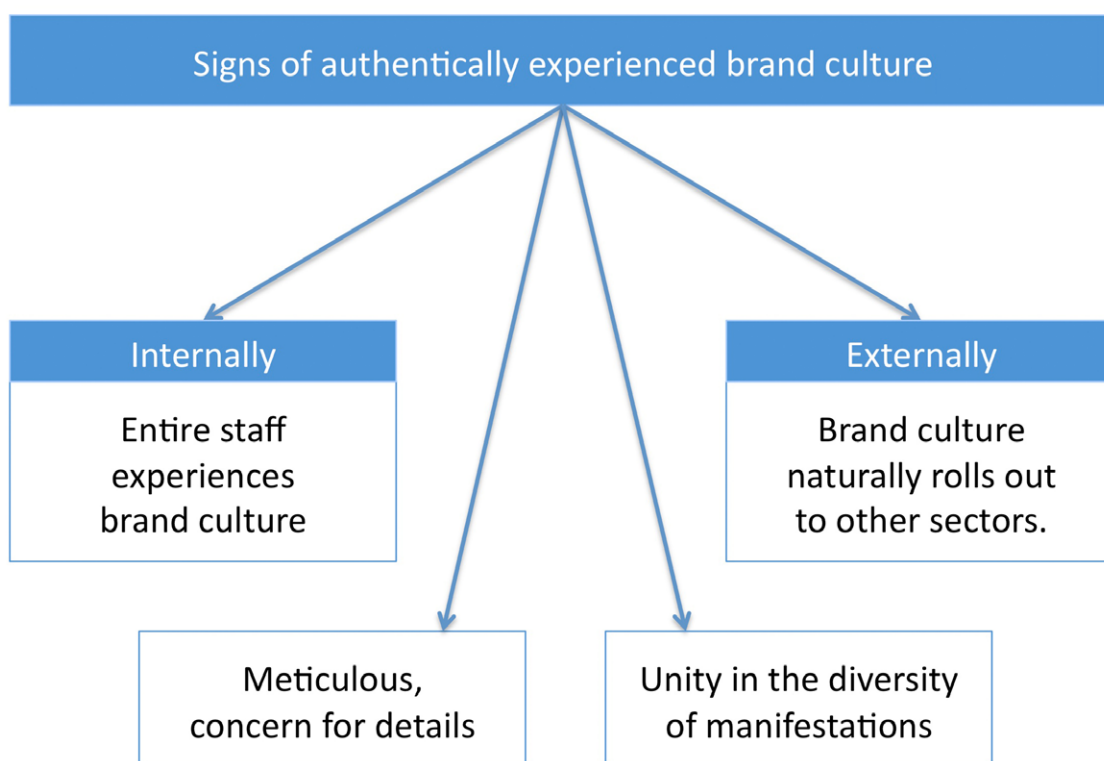 Signs of authentically experienced brand culture
Internally
Entire staff
experiences
brand culture
Externally
Brand culture
naturally rolls out
to other sectors.
Meticulous,
concern for details
Unity in the diversity
of manifestations